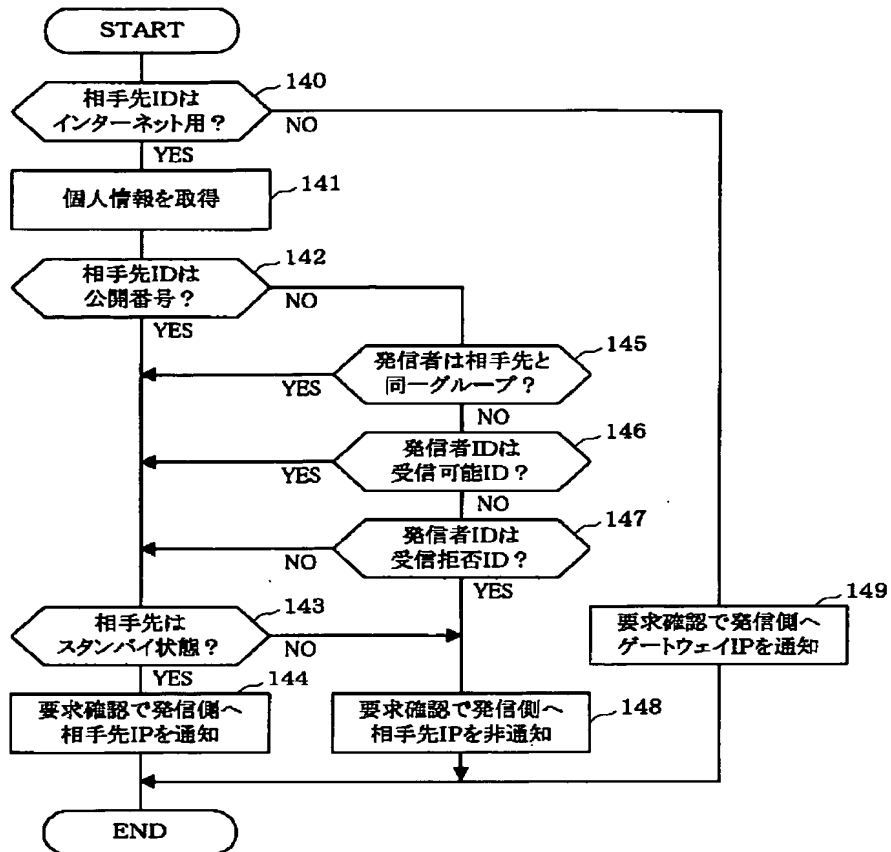 START
140
相手先IDは
インターネット用?
NO
YES
141
個人情報を取得
142
相手先IDは
公開番号?
NO
YES
145
発信者は相手先と
同一グループ?
YES
NO
146
発信者IDは
受信可能ID?
YES
NO
147
発信者IDは
受信拒否ID?
NO
YES
143
相手先は
スタンバイ状態?
NO
YES
149
要求確認で発信側へ
ゲートウェイIPを通知
144
要求確認で発信側へ
相手先IPを通知
148
要求確認で発信側へ
相手先IPを非通知
END